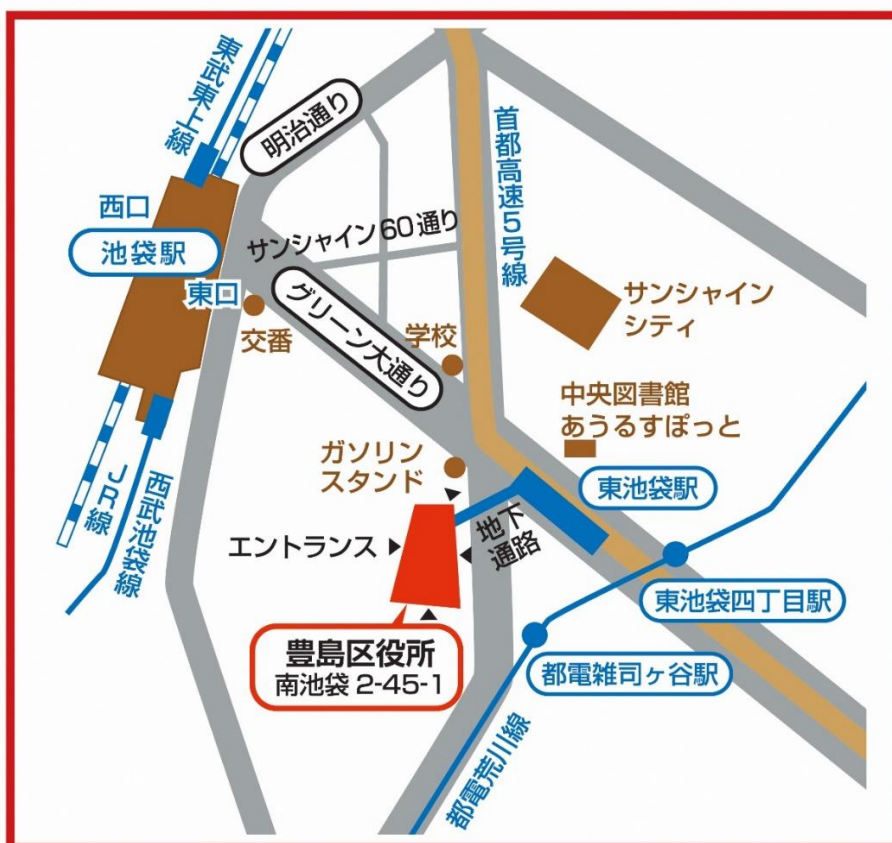 東武東上線
明治通り
首都高速5号線
西口
池袋駅
東口
サンシャイン60通り
グリーン大通り
交番
学校
サンシャイン
シティ
中央図書館
あうるすぽっと
ガソリン
スタンド
東池袋駅
JR線
西武池袋線
エントランス
地下
通路
東池袋四丁目駅
豊島区役所
南池袋 2-45-1
都電雑司ヶ谷駅
都電荒川線